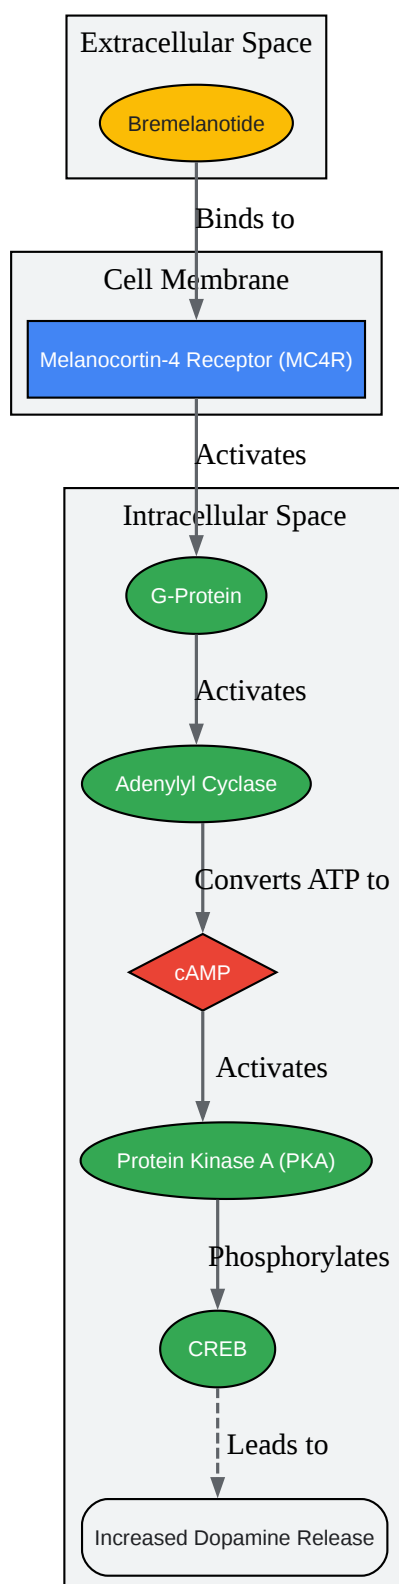 Extracellular Space
Bremelanotide
Binds to
Cell Membrane
Melanocortin-4 Receptor (MC4R)
Activates
Intracellular Space
G-Protein
Activates
Adenylyl Cyclase
Converts ATP to
cAMP
Activates
Protein Kinase A (PKA)
Phosphorylates
CREB
Leads to
Increased Dopamine Release